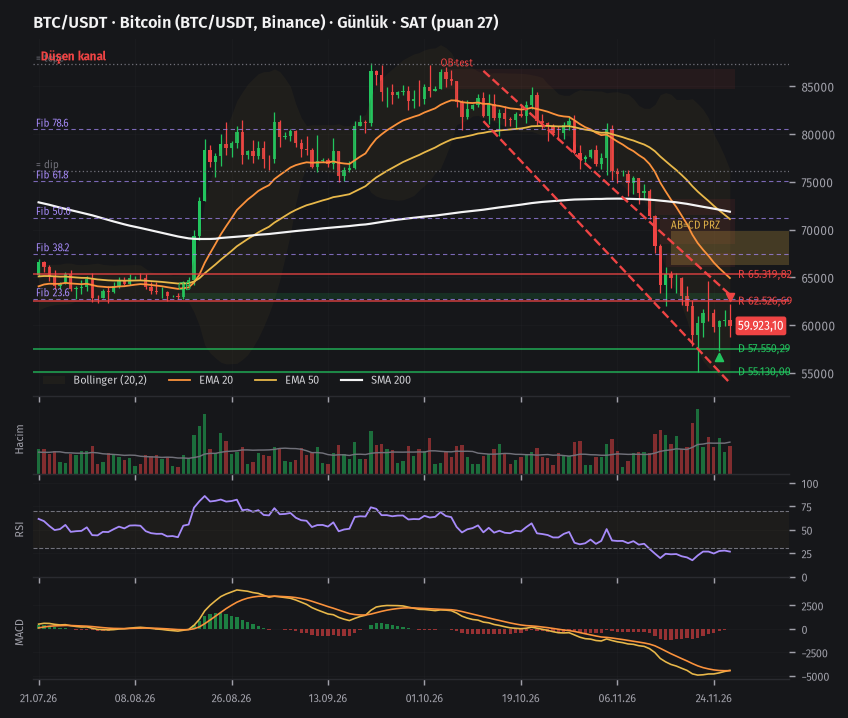 BTC/USDT · Bitcoin (BTC/USDT, Binance) · Günlük · SAT (puan 27)
Düşen kanal
OB test
85000
Fib 78.6
80000
= dip
Fib 61.8
75000
Fib 50.0
AB=CD PRZ
70000
Fib 38.2
R 65.319,82
65000
Fib 23.6
R 62.526,69
59.923,10
60000
D 57.550,29
D 55.130,00
55000
Bollinger (20,2) EMA 20 EMA 50 SMA 200
Hacim
100
75
RSI
50
25
0
2500
MACD
0
−2500
−5000
21.07.26 08.08.26 26.08.26 13.09.26 01.10.26 19.10.26 06.11.26 24.11.26